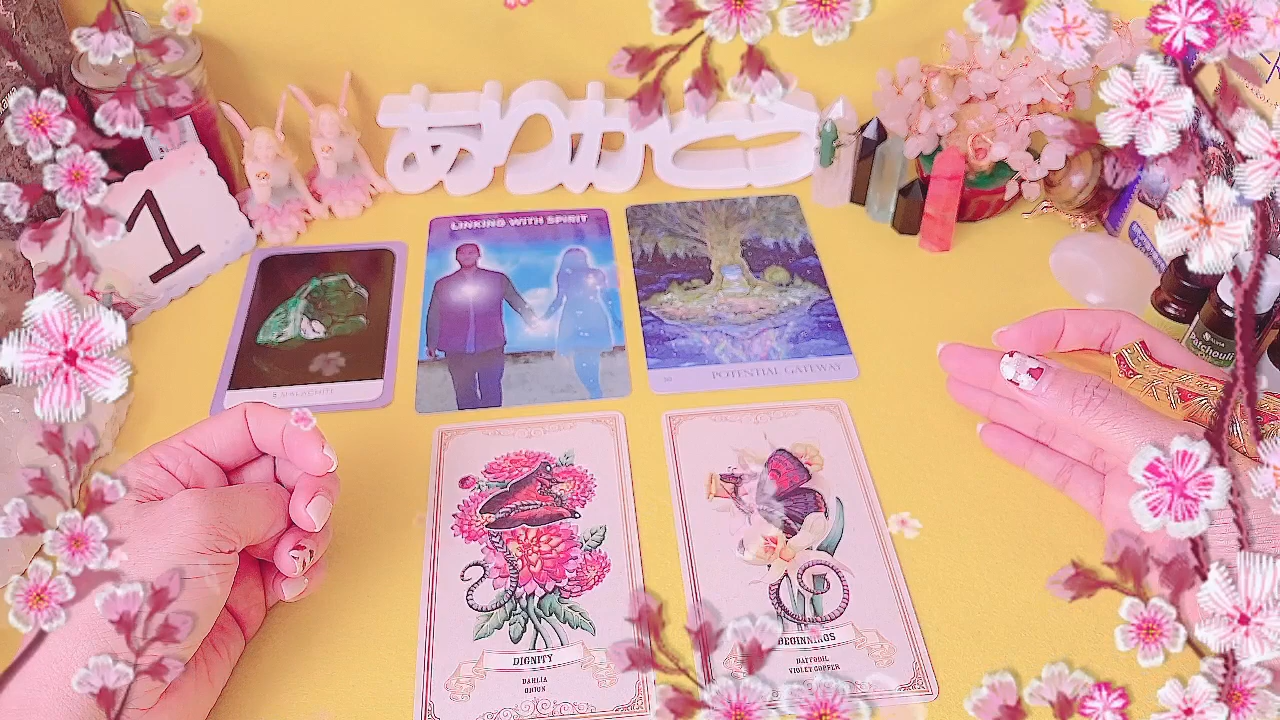 ありがとう
1
LINKING WITH SPIRIT
8 MALACHITE
POTENTIAL GATEWAY
Patchouli
DIGNITY
DAHLIA
ONION
BEGINNINGS
DAFFODIL
VIOLET COPPER